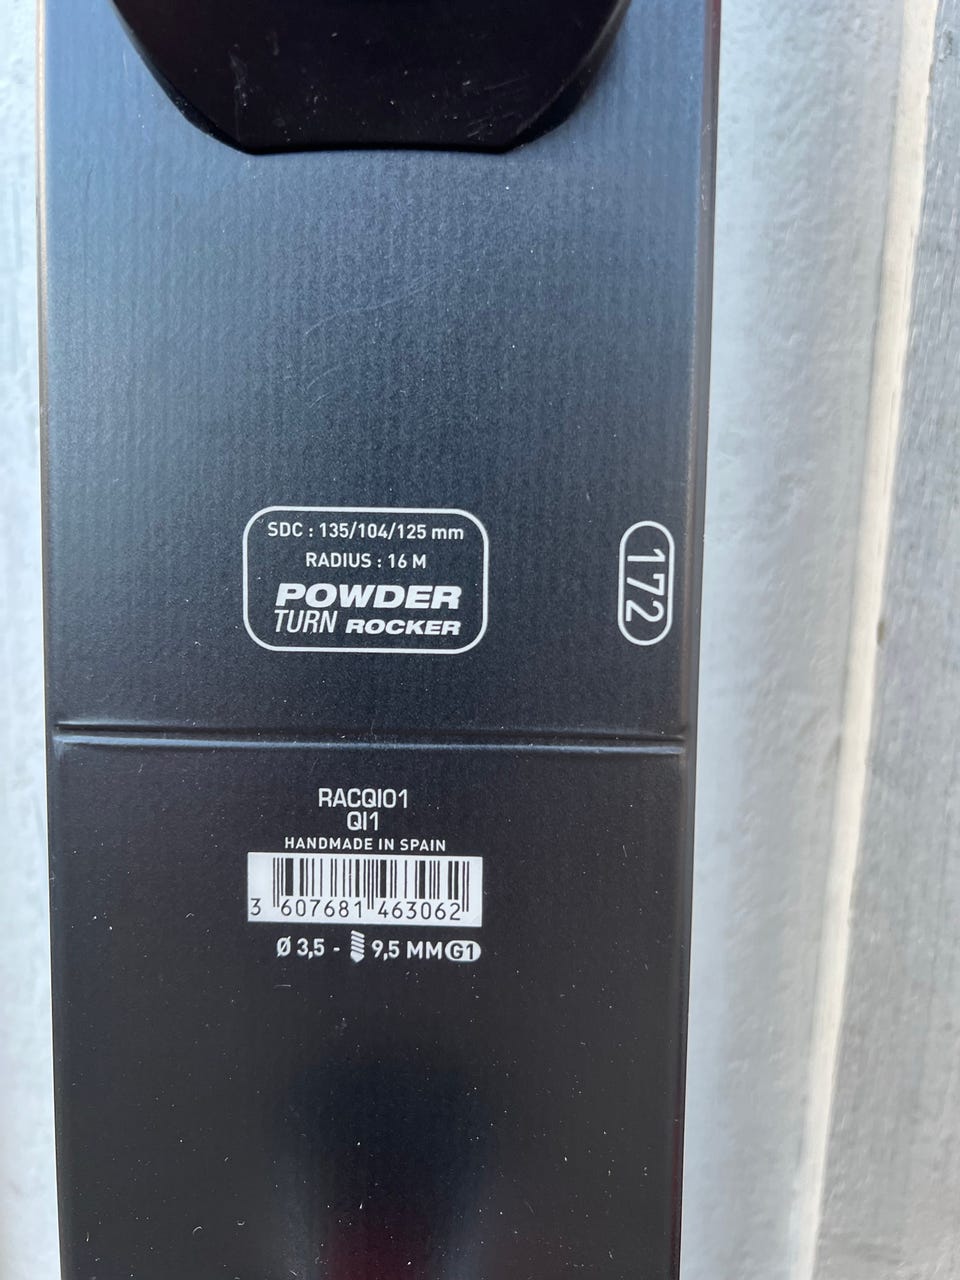 SDC : 135/104/125 mm
RADIUS : 16 M
POWDER
TURN ROCKER
172
RACQI01
QI1
HANDMADE IN SPAIN
3 607681 463062
Ø 3,5 - 9,5 MM G1